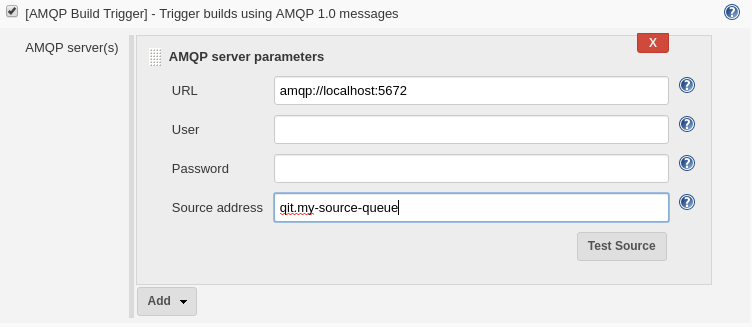 [AMQP Build Trigger] - Trigger builds using AMQP 1.0 messages
AMQP server(s)
X
AMQP server parameters
URL amqp://localhost:5672
User
Password
Source address qit.my-source-queue
Test Source
Add